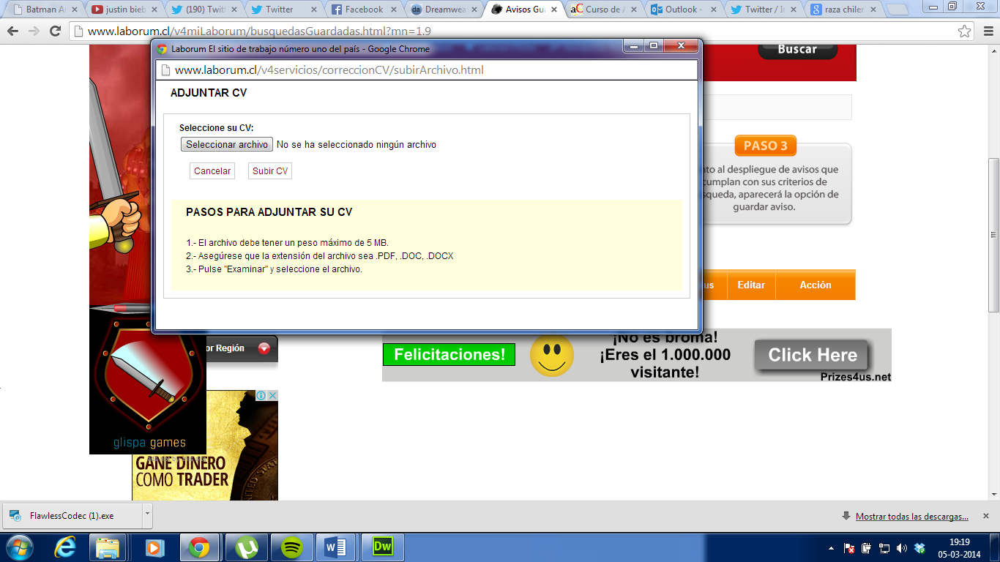 Batman A
justin bieb
(190) Twitt
Twitter
Facebook
Dreamwea
Avisos Gua
Curso de A
Outlook -
Twitter / In
raza chiler
www.laborum.cl/v4miLaborum/busquedasGuardadas.html?mn=1.9
Laborum El sitio de trabajo número uno del país - Google Chrome
www.laborum.cl/v4servicios/correccionCV/subirArchivo.html
Buscar
ADJUNTAR CV
Seleccione su CV:
Seleccionar archivo No se ha seleccionado ningún archivo
Cancelar Subir CV
PASOS PARA ADJUNTAR SU CV
1.- El archivo debe tener un peso máximo de 5 MB.
2.- Asegúrese que la extensión del archivo sea .PDF, .DOC, .DOCX
3.- Pulse "Examinar" y seleccione el archivo.
PASO 3
nto al despliegue de avisos que
cumplan con sus criterios de
squeda, aparecerá la opción de
guardar aviso.
us Editar Acción
or Región
Felicitaciones!
¡No es broma!
¡Eres el 1.000.000
visitante!
Click Here
Prizes4us.net
glispa games
GANE DINERO
COMO TRADER
FlawlessCodec (1).exe
Mostrar todas las descargas...
Dw
19:19
05-03-2014